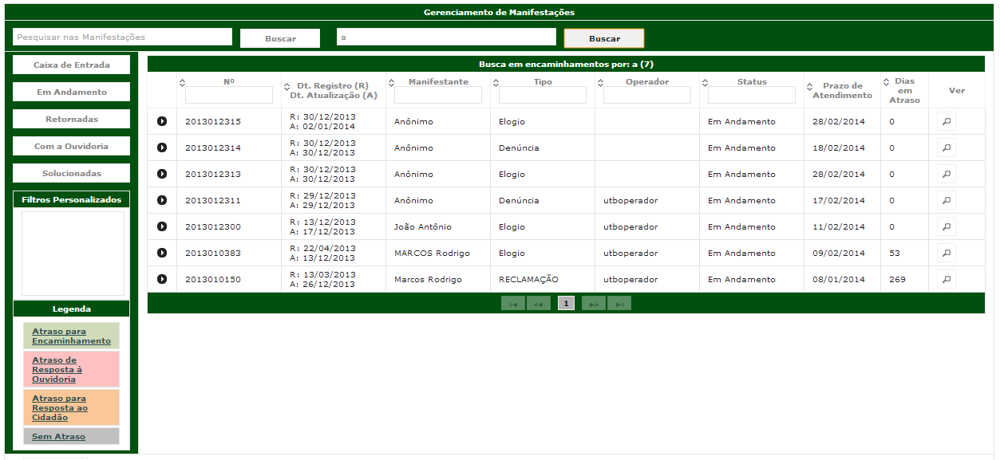 Gerenciamento de Manifestações
Pesquisar nas Manifestações Buscar a Buscar
Caixa de Entrada
Em Andamento
Retornadas
Com a Ouvidoria
Solucionadas
Filtros Personalizados
Legenda
Atraso para
Encaminhamento
Atraso de
Resposta à
Ouvidoria
Atraso para
Resposta ao
Cidadão
Sem Atraso
Busca em encaminhamentos por: a (7)
Nº Dt. Registro (R) Dt. Atualização (A) Manifestante Tipo Operador Status Prazo de Atendimento Dias em Atraso Ver
2013012315 R: 30/12/2013 A: 02/01/2014 Anônimo Elogio Em Andamento 28/02/2014 0
2013012314 R: 30/12/2013 A: 30/12/2013 Anônimo Denúncia Em Andamento 18/02/2014 0
2013012313 R: 30/12/2013 A: 30/12/2013 Anônimo Elogio Em Andamento 28/02/2014 0
2013012311 R: 29/12/2013 A: 29/12/2013 Anônimo Denúncia utboperador Em Andamento 17/02/2014 0
2013012300 R: 13/12/2013 A: 17/12/2013 João Antônio Elogio utboperador Em Andamento 11/02/2014 0
2013010383 R: 22/04/2013 A: 13/12/2013 MARCOS Rodrigo Elogio utboperador Em Andamento 09/02/2014 53
2013010150 R: 13/03/2013 A: 26/12/2013 Marcos Rodrigo RECLAMAÇÃO utboperador Em Andamento 08/01/2014 269
1